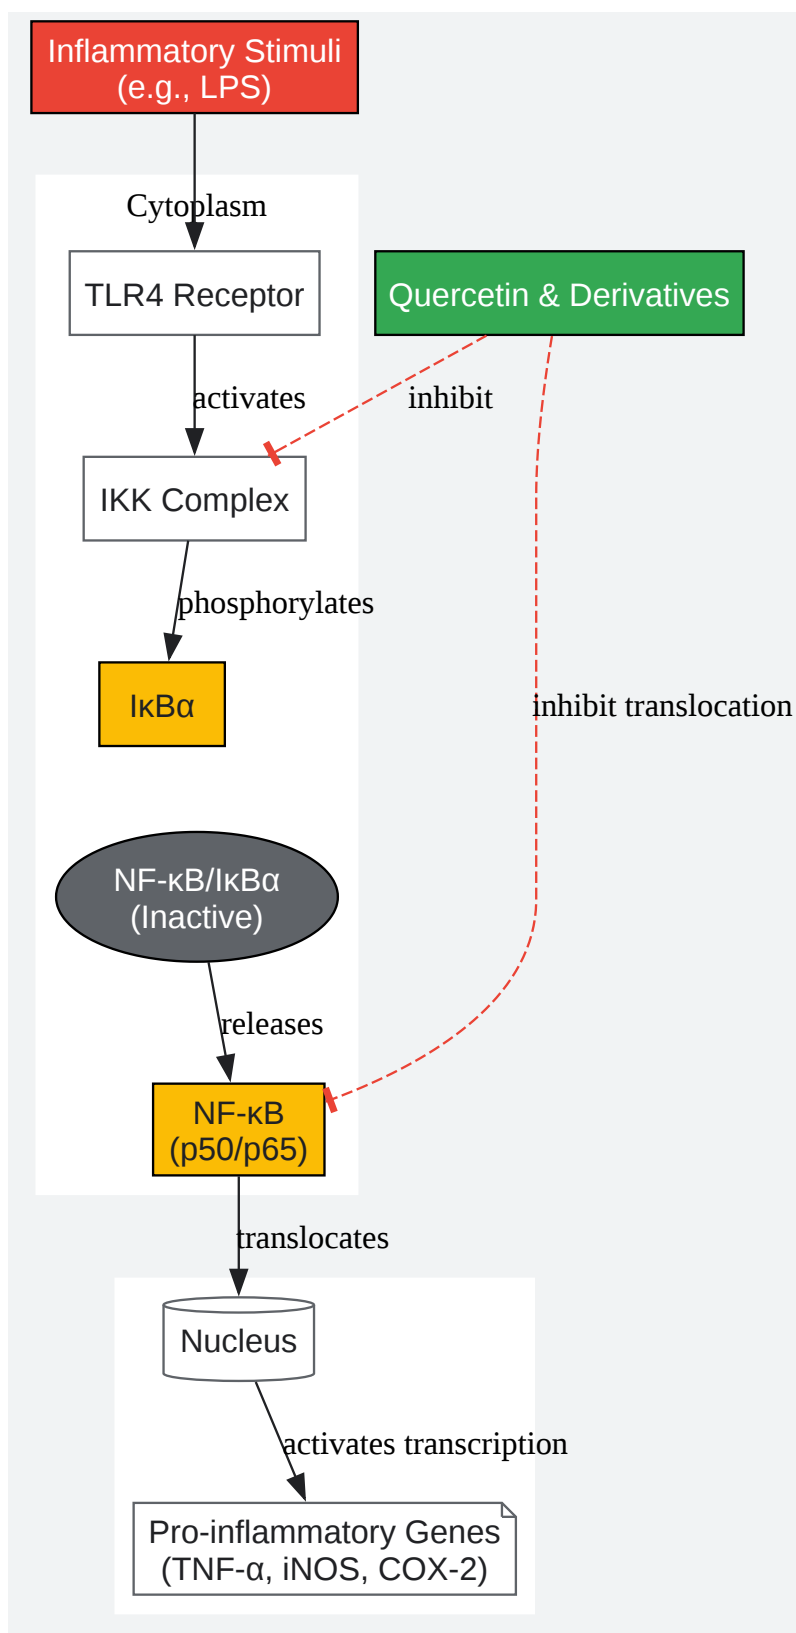 Inflammatory Stimuli
(e.g., LPS)
Cytoplasm
TLR4 Receptor
Quercetin & Derivatives
activates
inhibit
IKK Complex
phosphorylates
IκBα
inhibit translocation
NF-κB/IκBα
(Inactive)
releases
NF-κB
(p50/p65)
translocates
Nucleus
activates transcription
Pro-inflammatory Genes
(TNF-α, iNOS, COX-2)